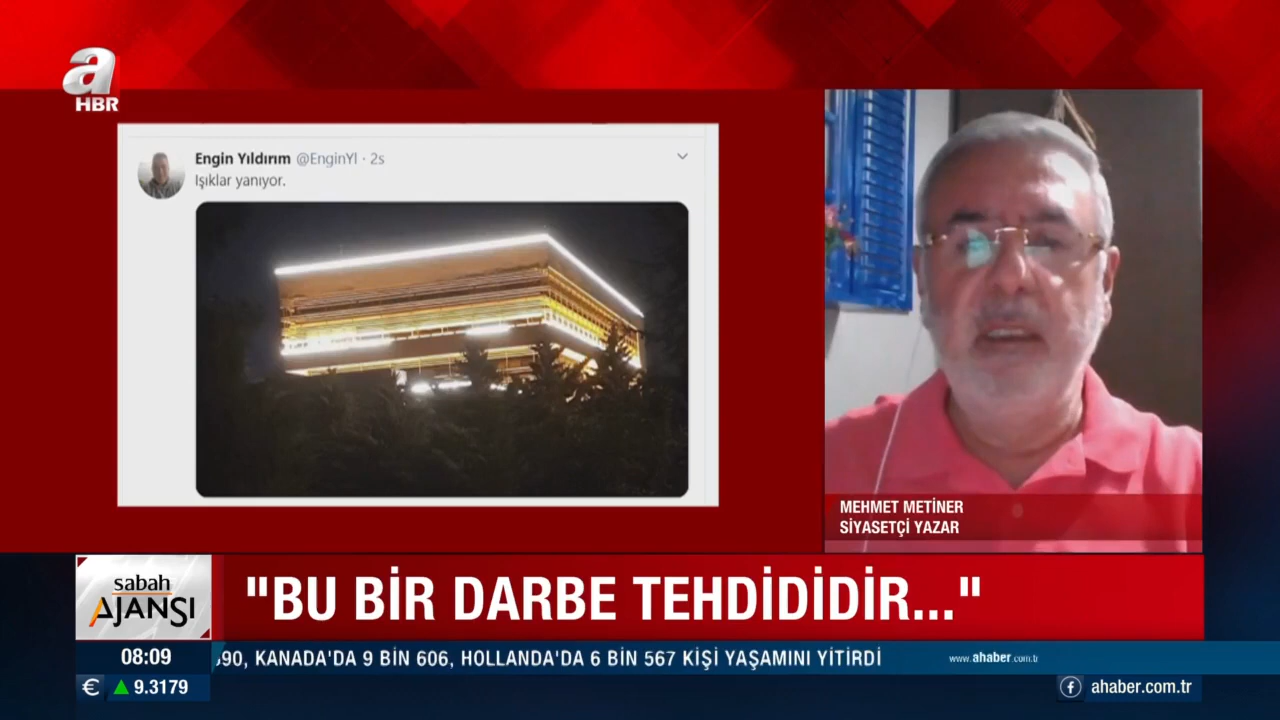 a
HBR
Engin Yıldırım @EnginYl · 2s
Işıklar yanıyor.
MEHMET METİNER
SİYASETÇİ YAZAR
sabah
AJANSI
"BU BİR DARBE TEHDİDİDİR..."
08:09
590, KANADA'DA 9 BİN 606, HOLLANDA'DA 6 BİN 567 KİŞİ YAŞAMINI YİTİRDİ
www.ahaber.com.tr
€ 9.3179
ahaber.com.tr